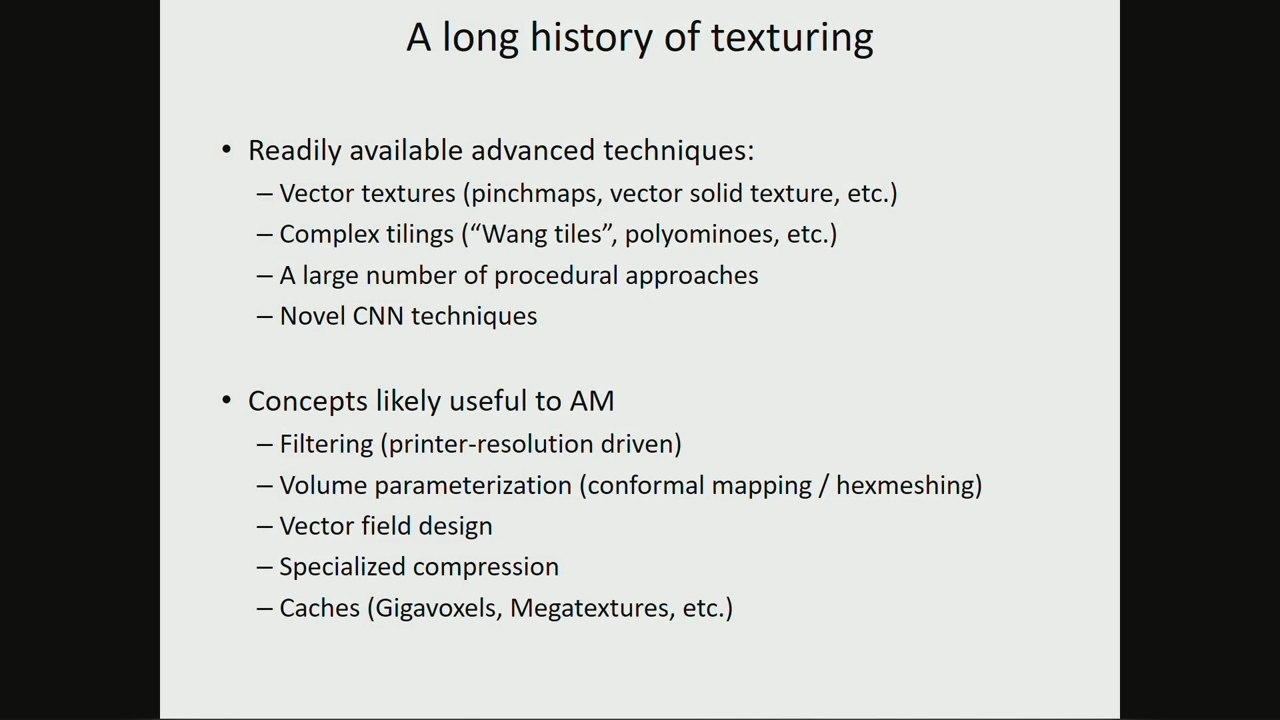 A long history of texturing
• Readily available advanced techniques:
– Vector textures (pinchmaps, vector solid texture, etc.)
– Complex tilings (“Wang tiles”, polyominoes, etc.)
– A large number of procedural approaches
– Novel CNN techniques
• Concepts likely useful to AM
– Filtering (printer-resolution driven)
– Volume parameterization (conformal mapping / hexmeshing)
– Vector field design
– Specialized compression
– Caches (Gigavoxels, Megatextures, etc.)